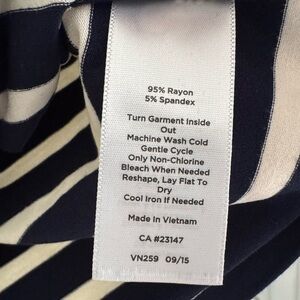 95% Rayon
5% Spandex
Turn Garment Inside
Out
Machine Wash Cold
Gentle Cycle
Only Non-Chlorine
Bleach When Needed
Reshape, Lay Flat To
Dry
Cool Iron If Needed
Made in Vietnam
CA #23147
VN259 09/15